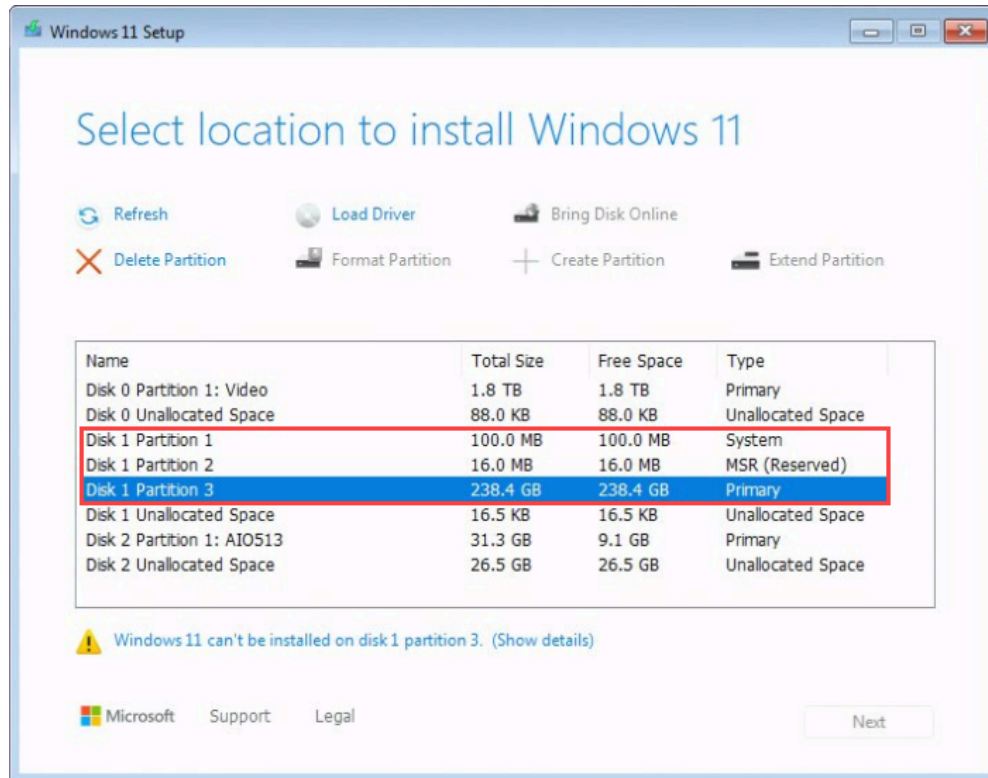 Windows 11 Setup
Select location to install Windows 11
Refresh Load Driver Bring Disk Online
Delete Partition Format Partition Create Partition Extend Partition
Name Total Size Free Space Type
Disk 0 Partition 1: Video 1.8 TB 1.8 TB Primary
Disk 0 Unallocated Space 88.0 KB 88.0 KB Unallocated Space
Disk 1 Partition 1 100.0 MB 100.0 MB System
Disk 1 Partition 2 16.0 MB 16.0 MB MSR (Reserved)
Disk 1 Partition 3 238.4 GB 238.4 GB Primary
Disk 1 Unallocated Space 16.5 KB 16.5 KB Unallocated Space
Disk 2 Partition 1: AIO513 31.3 GB 9.1 GB Primary
Disk 2 Unallocated Space 26.5 GB 26.5 GB Unallocated Space
Windows 11 can't be installed on disk 1 partition 3. (Show details)
Microsoft Support Legal
Next